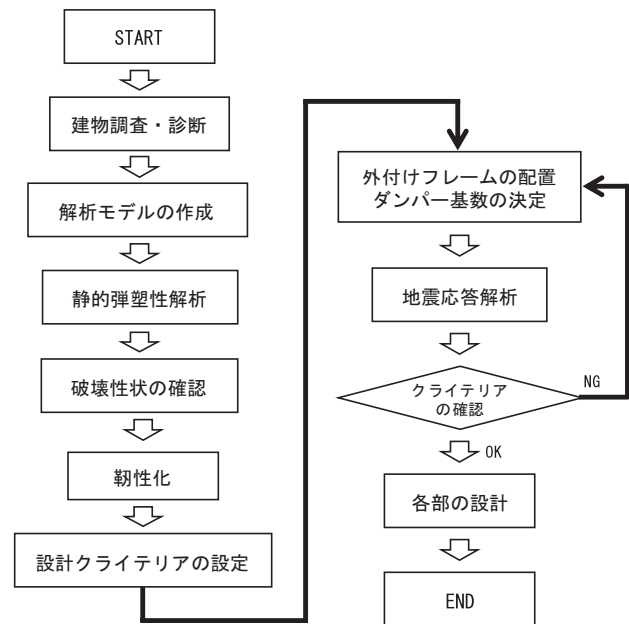 START
建物調査・診断
解析モデルの作成
静的弾塑性解析
破壊性状の確認
靭性化
設計クライテリアの設定
外付けフレームの配置
ダンパー基数の決定
地震応答解析
クライテリア
の確認
NG
OK
各部の設計
END